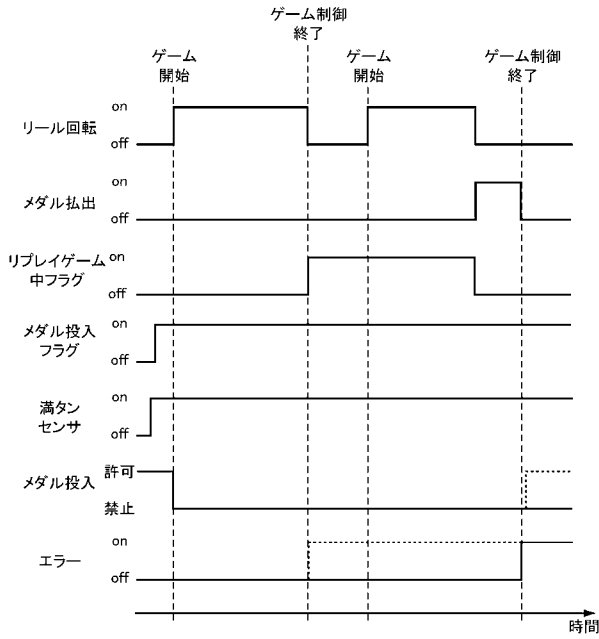 ゲーム制御
終了
ゲーム
開始
ゲーム
開始
ゲーム制御
終了
リール回転
on
off
メダル払出
on
off
リプレイゲーム
中フラグ
on
off
メダル投入
フラグ
on
off
満タン
センサ
on
off
メダル投入
許可
禁止
エラー
on
off
時間